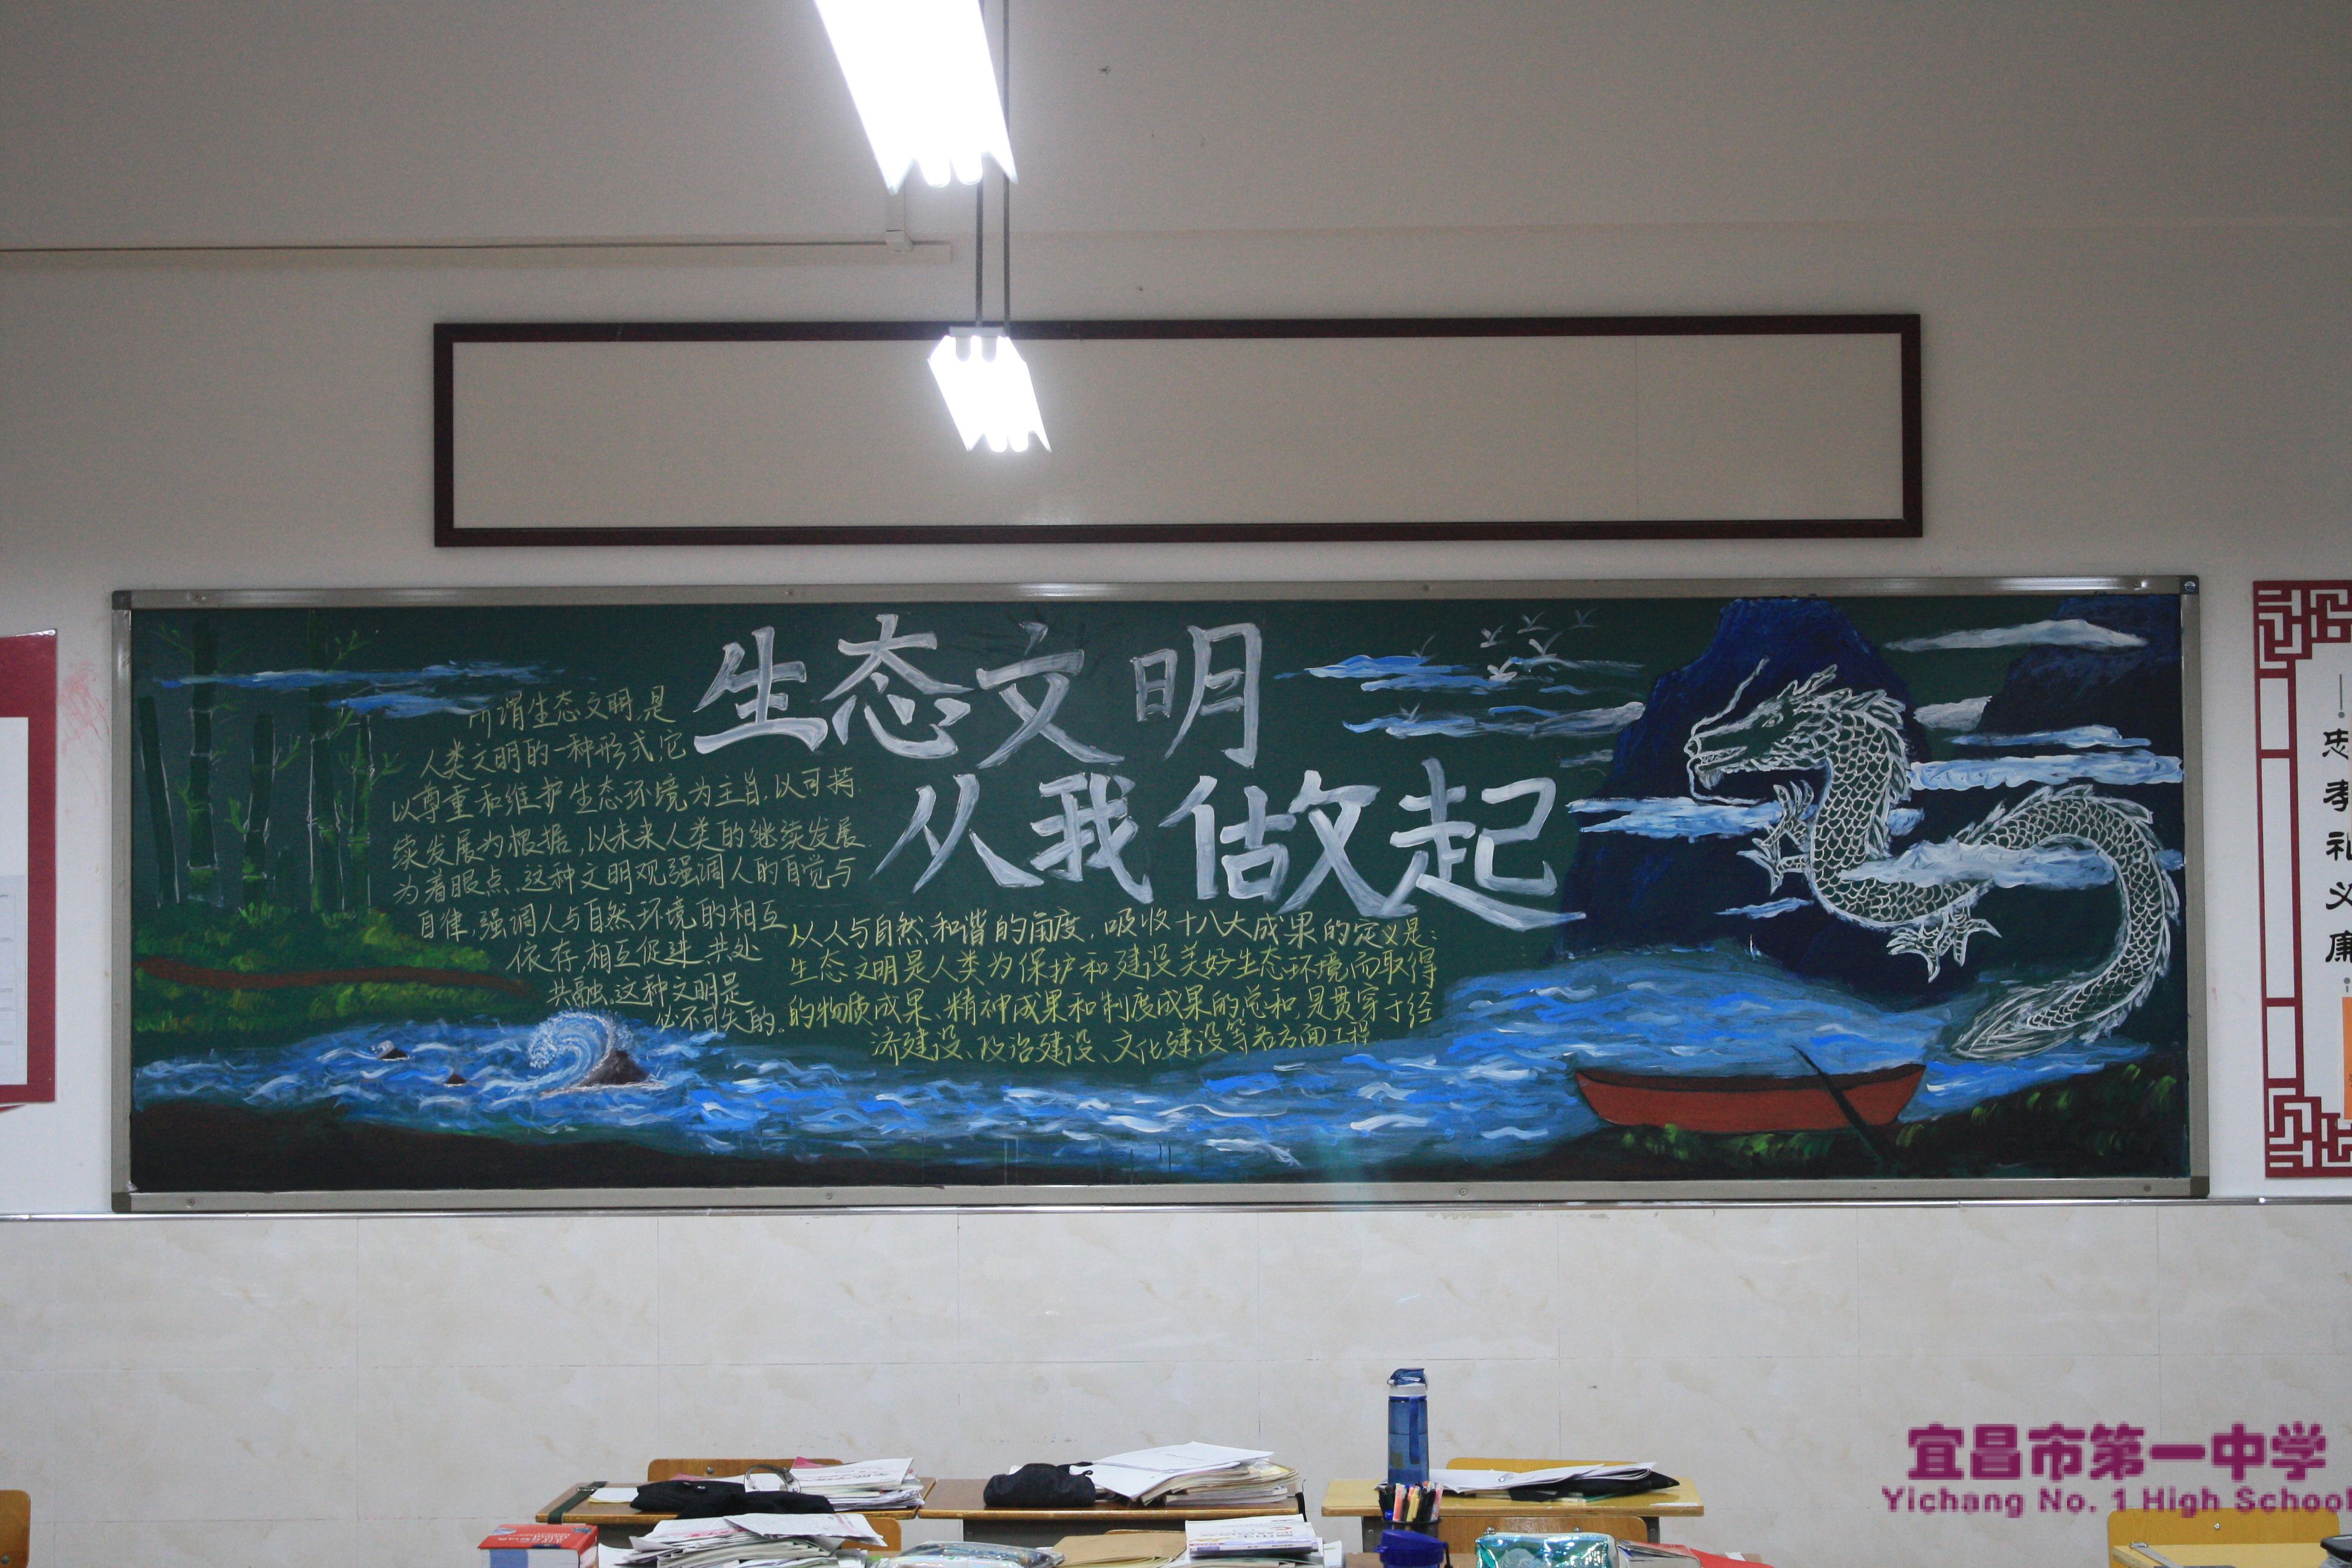 生态文明
从我做起
所谓生态文明,是
人类文明的一种形式,它
以尊重和维护生态环境为主旨,以可持
续发展为根据,以未来人类的继续发展
为着眼点.这种文明观强调人的自觉与
自律,强调人与自然环境的相互
依存.相互促进.共处
共融。这种文明是
必不可失的。
从人与自然和谐的角度,吸收十八大成果的定义是:
生态文明是人类为保护和建设美好生态环境而取得
的物质成果、精神成果和制度成果的总和,是贯穿于经
济建设、政治建设、文化建设等各方面工程
忠
孝
礼
义
廉
宜昌市第一中学
Yichang No. 1 High School